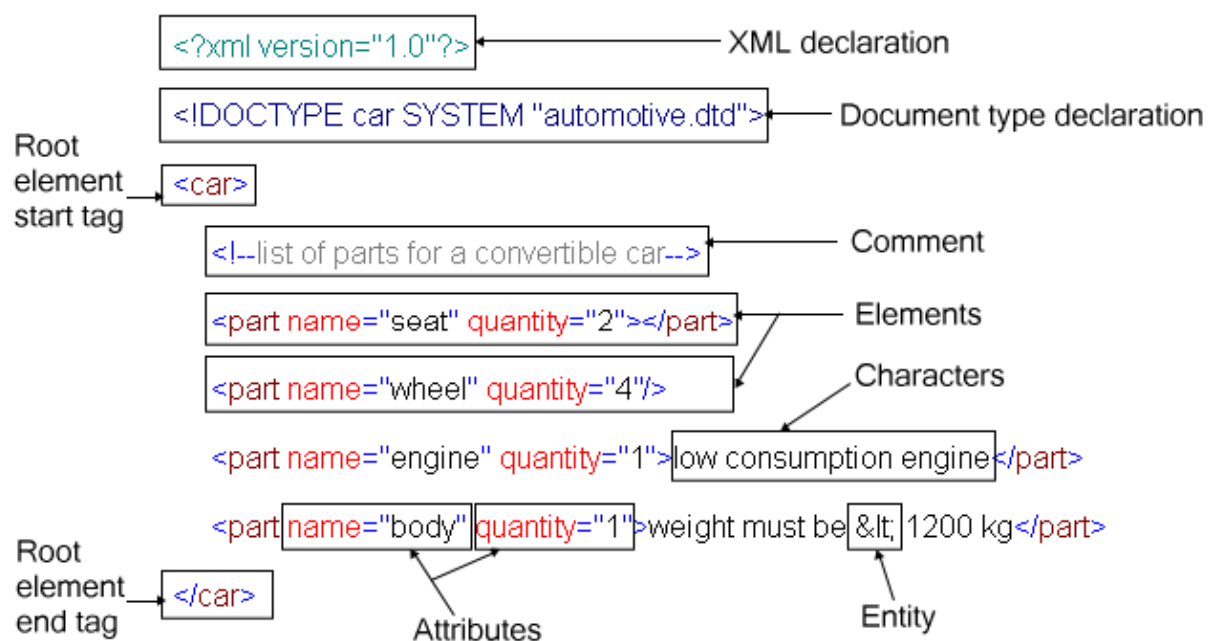 <?xml version="1.0"?>
XML declaration
<!DOCTYPE car SYSTEM "automotive.dtd">
Document type declaration
Root
element
start tag
<car>
<!--list of parts for a convertible car-->
Comment
<part name="seat" quantity="2"></part>
Elements
<part name="wheel" quantity="4"/>
Characters
<part name="engine" quantity="1">low consumption engine</part>
<part name="body" quantity="1">weight must be &lt; 1200 kg</part>
Root
element
end tag
</car>
Attributes
Entity